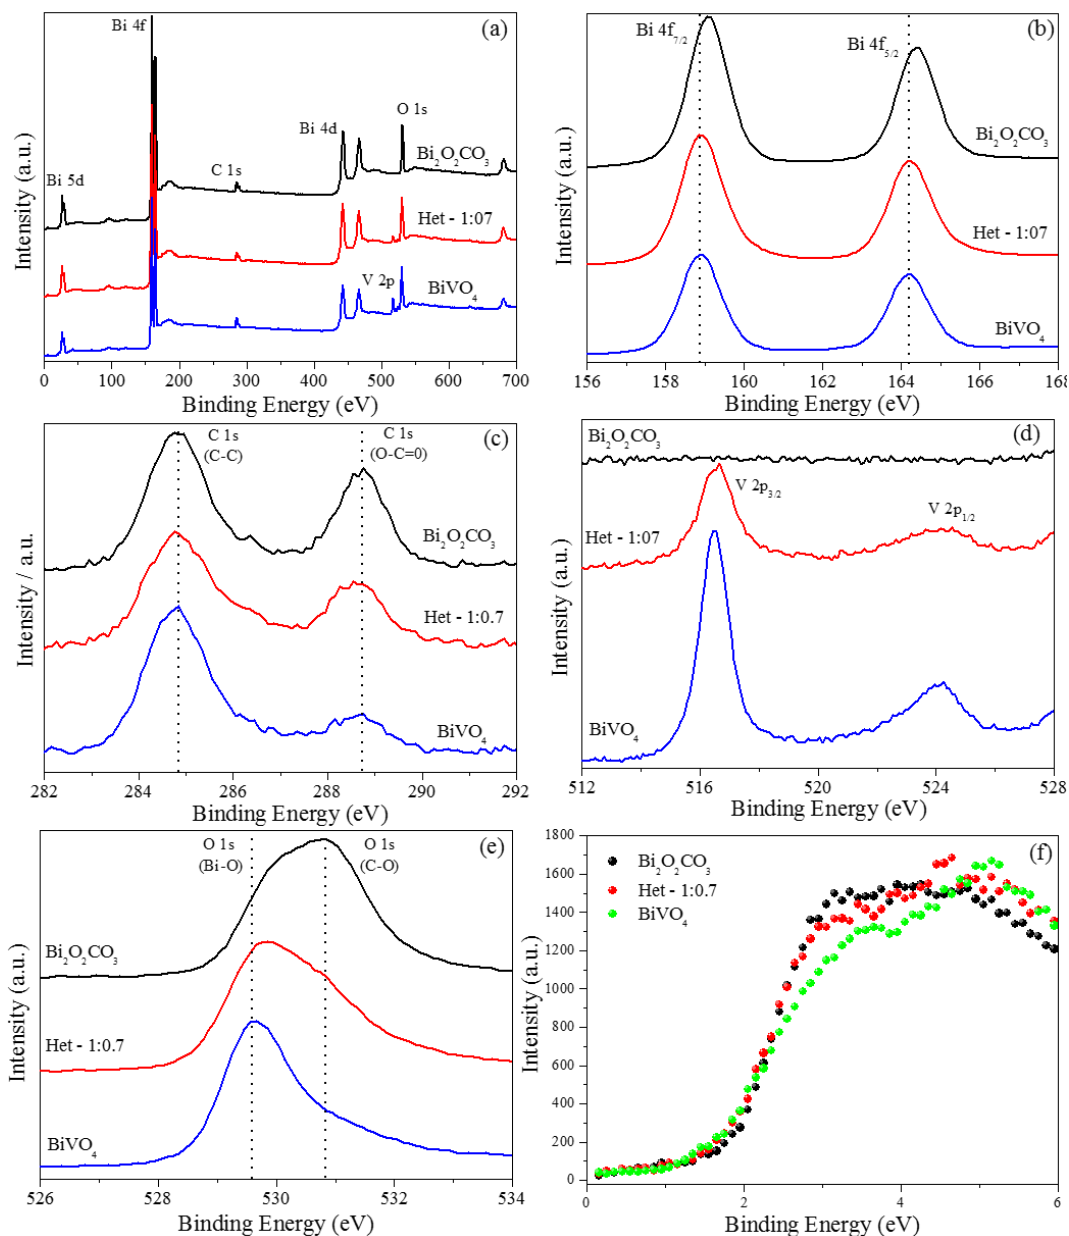 (a)
Bi 4f
O 1s
Bi 4d
Bi₂O₂CO₃
C 1s
Bi 5d
Het - 1:07
V 2p
BiVO₄
Intensity (a.u.)
0 100 200 300 400 500 600 700
Binding Energy (eV)
(b)
Bi 4f7/2
Bi 4f5/2
Bi₂O₂CO₃
Het - 1:07
BiVO₄
Intensity (a.u.)
156 158 160 162 164 166 168
Binding Energy (eV)
(c)
C 1s
(C-C)
C 1s
(O-C=0)
Bi₂O₂CO₃
Het - 1:0.7
BiVO₄
Intensity / a.u.
282 284 286 288 290 292
Binding Energy (eV)
(d)
Bi₂O₂CO₃
V 2p3/2
V 2p1/2
Het - 1:07
BiVO₄
Intensity (a.u.)
512 516 520 524 528
Binding Energy (eV)
(e)
O 1s
(Bi-O)
O 1s
(C-O)
Bi₂O₂CO₃
Het - 1:0.7
BiVO₄
Intensity (a.u.)
526 528 530 532 534
Binding Energy (eV)
(f)
Bi₂O₂CO₃
Het - 1:0.7
BiVO₄
1800
1600
1400
1200
1000
800
600
400
200
0
Intensity (a.u.)
0 2 4 6
Binding Energy (eV)